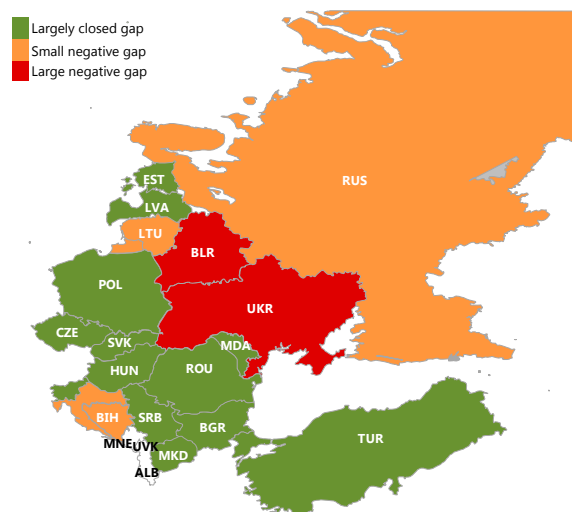 Largely closed gap
Small negative gap
Large negative gap
RUS
EST
LVA
LTU
BLR
POL
UKR
CZE
SVK
MDA
HUN
ROU
BIH
SRB
BGR
TUR
MNE
UVK
MKD
ALB